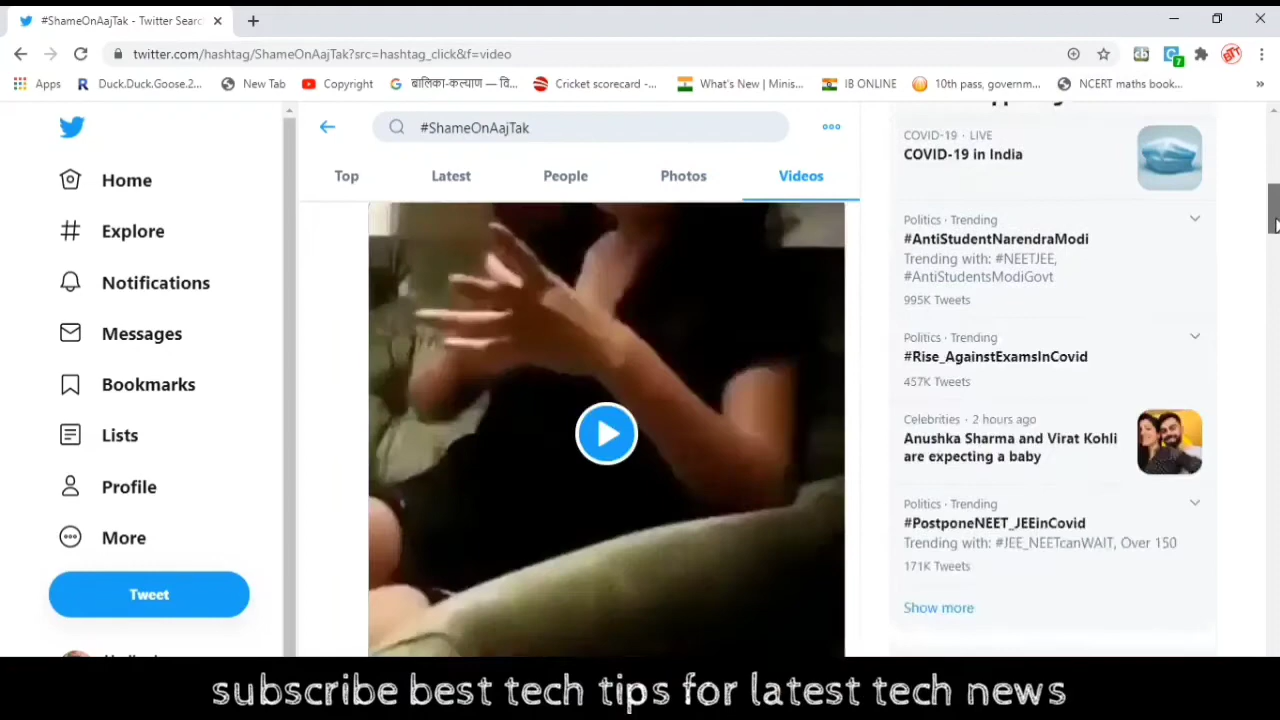 #ShameOnAajTak - Twitter Searc
twitter.com/hashtag/ShameOnAajTak?src=hashtag_click&f=video
Apps
Duck.Duck.Goose.2...
New Tab
Copyright
बालिका-कल्याण — वि...
Cricket scorecard -...
What's New | Minis...
IB ONLINE
10th pass, governm...
NCERT maths book...
»
#ShameOnAajTak
Top
Latest
People
Photos
Videos
Home
Explore
Notifications
Messages
Bookmarks
Lists
Profile
More
Tweet
COVID-19 · LIVE
COVID-19 in India
Politics · Trending
#AntiStudentNarendraModi
Trending with: #NEETJEE,
#AntiStudentsModiGovt
995K Tweets
Politics · Trending
#Rise_AgainstExamsInCovid
457K Tweets
Celebrities · 2 hours ago
Anushka Sharma and Virat Kohli
are expecting a baby
Politics · Trending
#PostponeNEET_JEEinCovid
Trending with: #JEE_NEETcanWAIT, Over 150
171K Tweets
Show more
subscribe best tech tips for latest tech news